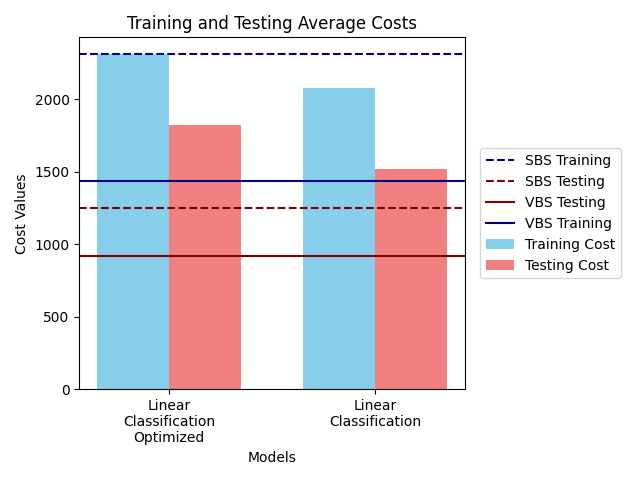 Training and Testing Average Costs
Cost Values
2000
1500
1000
500
0
Linear
Classification
Optimized
Linear
Classification
Models
SBS Training
SBS Testing
VBS Testing
VBS Training
Training Cost
Testing Cost